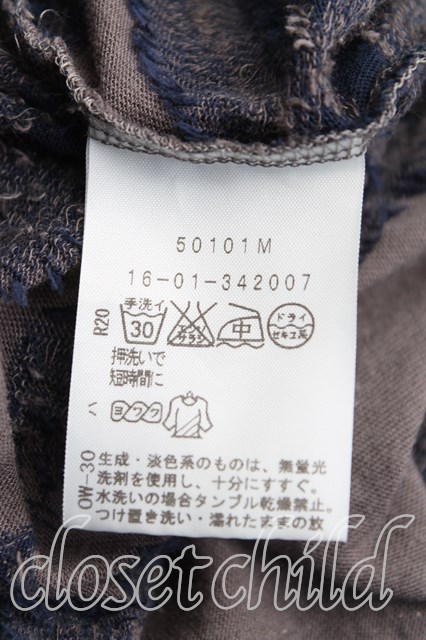 50101M
16-01-342007
R20
手洗イ
30
エンソサラシ
中
ドライ
セキユ系
押洗いで
短時間に
ハ
ヨワク
OW-30
生成・淡色系のものは、無蛍光
洗剤を使用し、十分にすすぐ。
水洗いの場合タンブル乾燥禁止。
つけ置き洗い・濡れたままの放
closet child